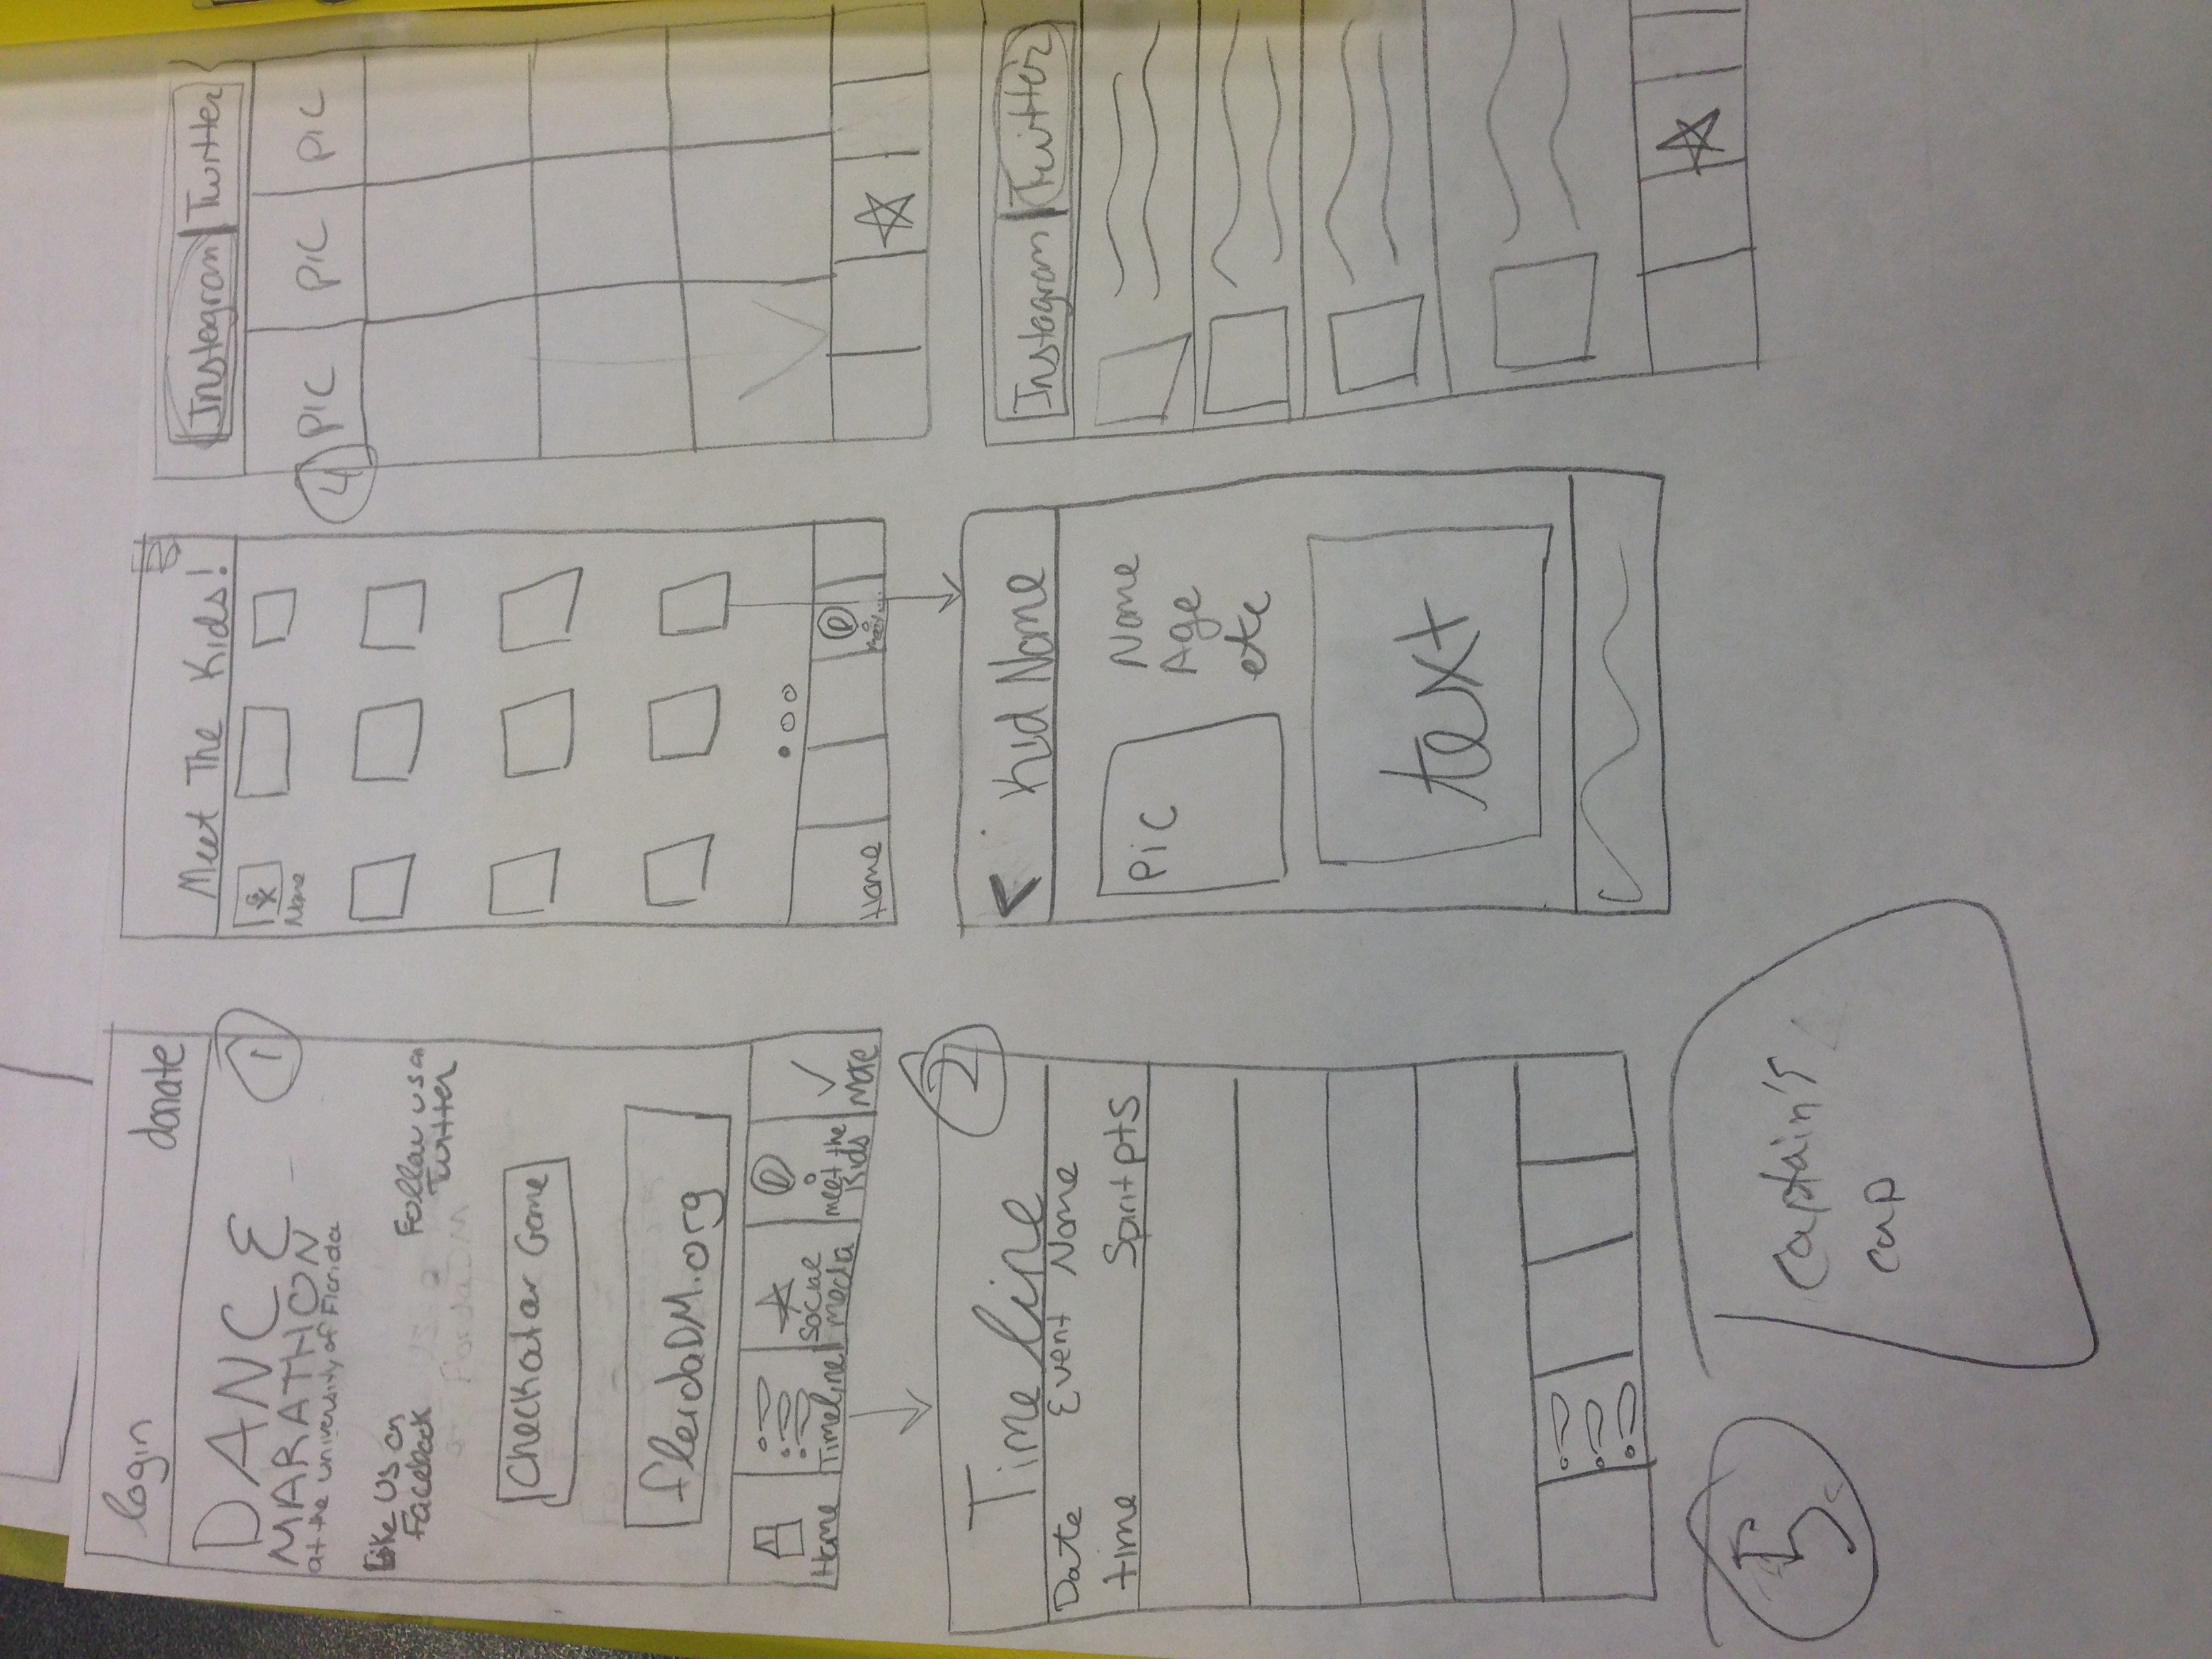 login
donate
DANCE
MARATHON
at the university of Florida
1
Like us on
Facebook
Follow us on
Twitter
FloridaDM
Checkatar Game
floridaDM.org
Home
Timeline
Social
media
meet the
Kids
More
2
Timeline
Date Event Name
time Spirit pts
Meet The Kids!
Name
Home
meet....
< Kid Name
pic
Name
Age
etc
text
Instagram Twitter
4
pic pic pic
Instagram Twitter
5
captain's
cap